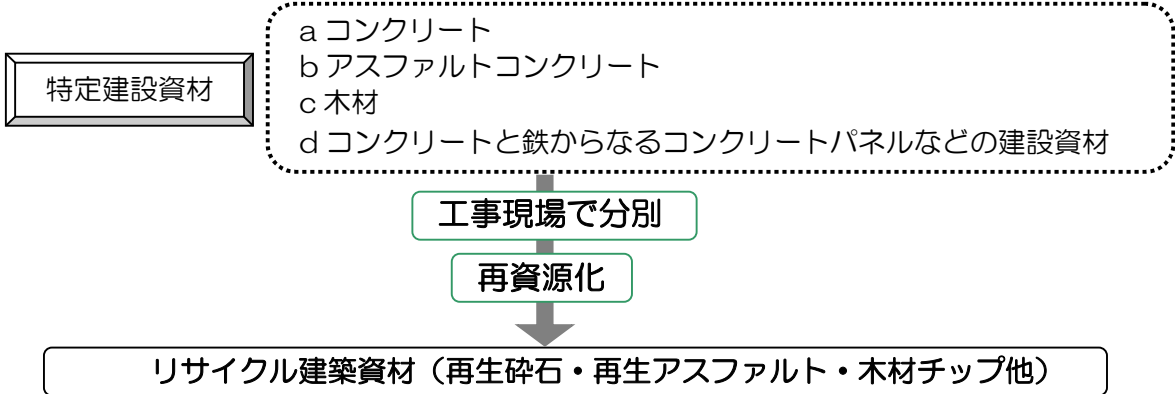 特定建設資材
a コンクリート
b アスファルトコンクリート
c 木材
d コンクリートと鉄からなるコンクリートパネルなどの建設資材
工事現場で分別
再資源化
リサイクル建築資材（再生砕石・再生アスファルト・木材チップ他）